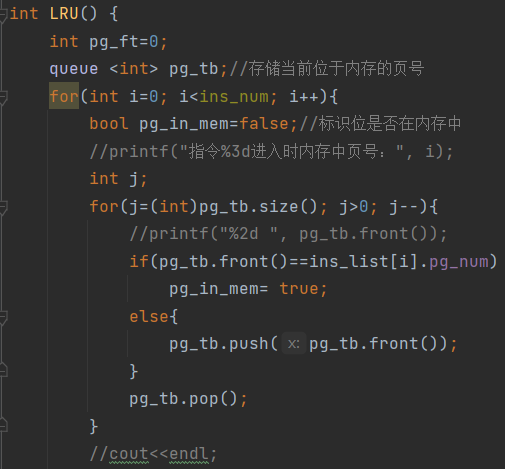 int LRU() {
    int pg_ft=0;
    queue <int> pg_tb;//存储当前位于内存的页号
    for(int i=0; i<ins_num; i++){
        bool pg_in_mem=false;//标识位是否在内存中
        //printf("指令%3d进入时内存中页号：", i);
        int j;
        for(j=(int)pg_tb.size(); j>0; j--){
            //printf("%2d ", pg_tb.front());
            if(pg_tb.front()==ins_list[i].pg_num)
                pg_in_mem= true;
            else{
                pg_tb.push( x: pg_tb.front());
            }
            pg_tb.pop();
        }
        //cout<<endl;